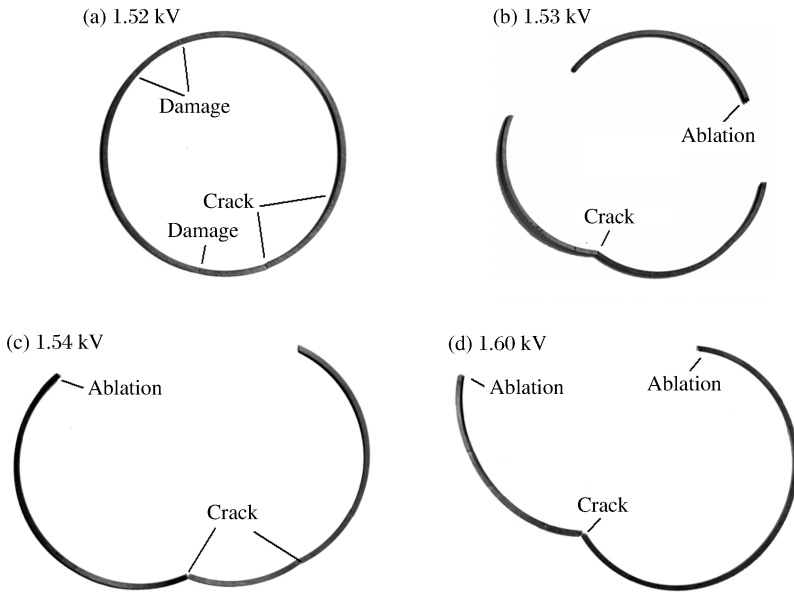 (a) 1.52 kV
Damage
Crack
Damage
(b) 1.53 kV
Ablation
Crack
(c) 1.54 kV
Ablation
Crack
(d) 1.60 kV
Ablation
Ablation
Crack